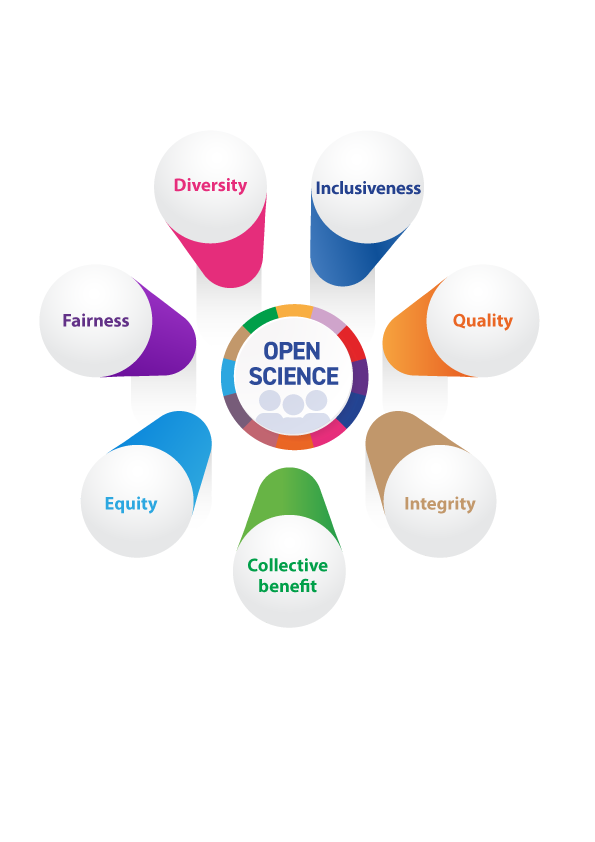 Diversity
Inclusiveness
Fairness
Quality
OPEN
SCIENCE
Equity
Integrity
Collective
benefit